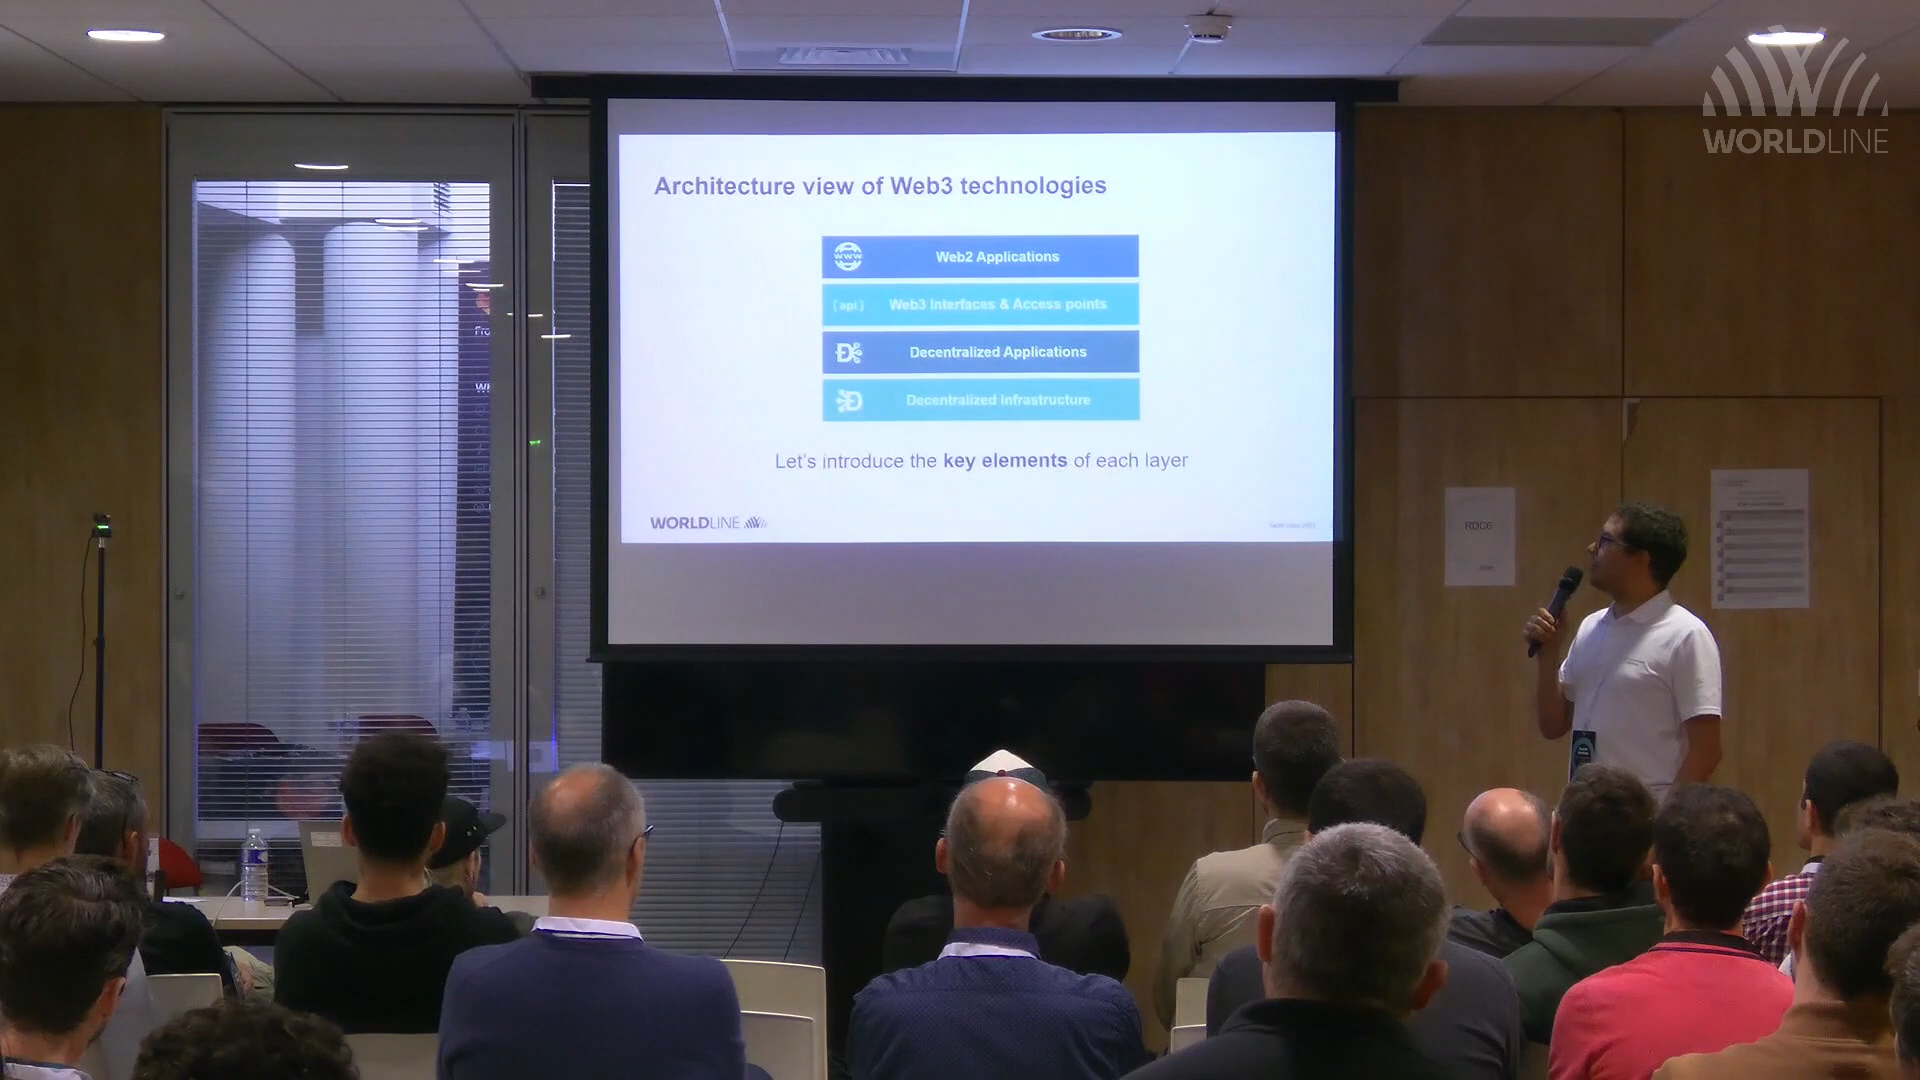 WORLDLINE
Architecture view of Web3 technologies
www Web2 Applications
{api} Web3 Interfaces & Access points
Decentralized Applications
Decentralized Infrastructure
Let's introduce the key elements of each layer
WORLDLINE
RDC6